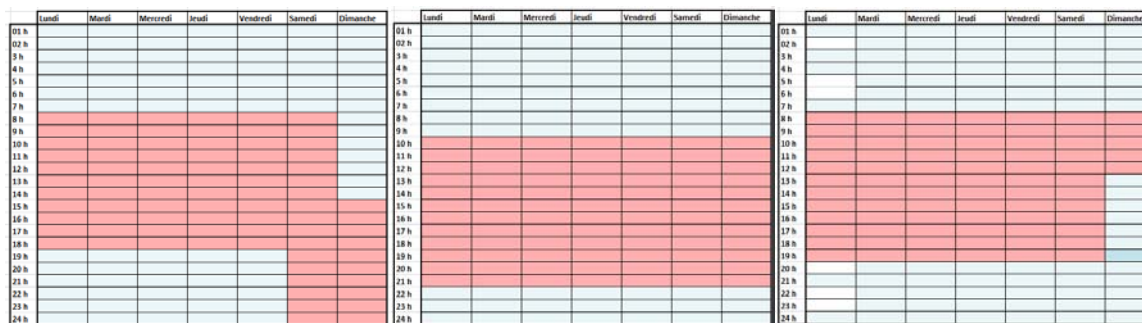 Lundi Mardi Mercredi Jeudi Vendredi Samedi Dimanche
01 h
02 h
3 h
4 h
5 h
6 h
7 h
8 h
9 h
10 h
11 h
12 h
13 h
14 h
15 h
16 h
17 h
18 h
19 h
20 h
21 h
22 h
23 h
24 h
Lundi Mardi Mercredi Jeudi Vendredi Samedi Dimanche
01 h
02 h
3 h
4 h
5 h
6 h
7 h
8 h
9 h
10 h
11 h
12 h
13 h
14 h
15 h
16 h
17 h
18 h
19 h
20 h
21 h
22 h
23 h
24 h
Lundi Mardi Mercredi Jeudi Vendredi Samedi Dimanche
01 h
02 h
3 h
4 h
5 h
6 h
7 h
8 h
9 h
10 h
11 h
12 h
13 h
14 h
15 h
16 h
17 h
18 h
19 h
20 h
21 h
22 h
23 h
24 h